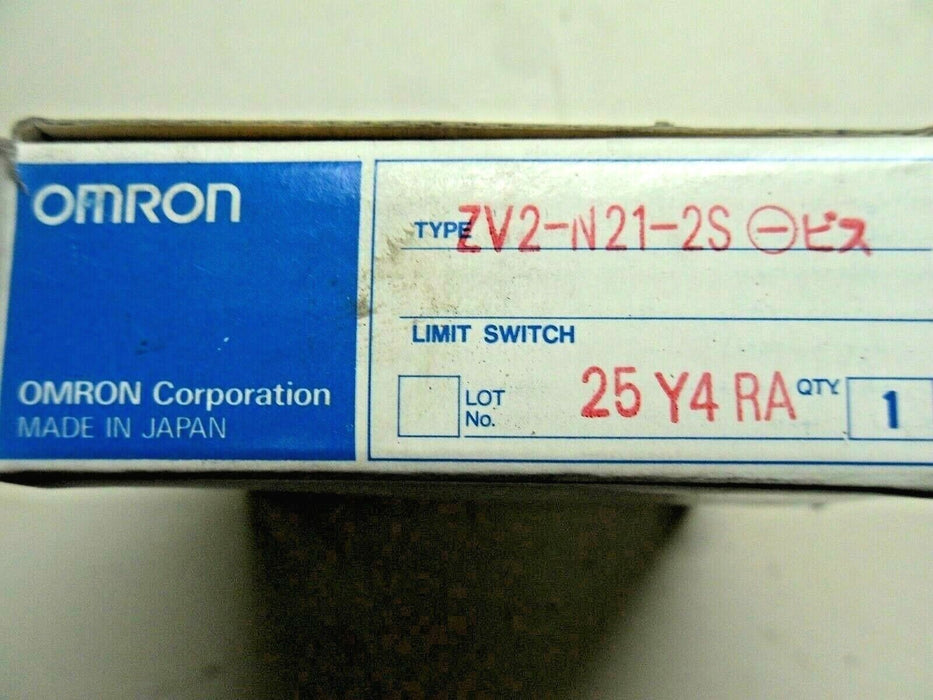 OMRON
TYPE ZV2-N21-2S ⊖ビス
LIMIT SWITCH
OMRON Corporation
MADE IN JAPAN
LOT No. 25 Y4 RA QTY 1